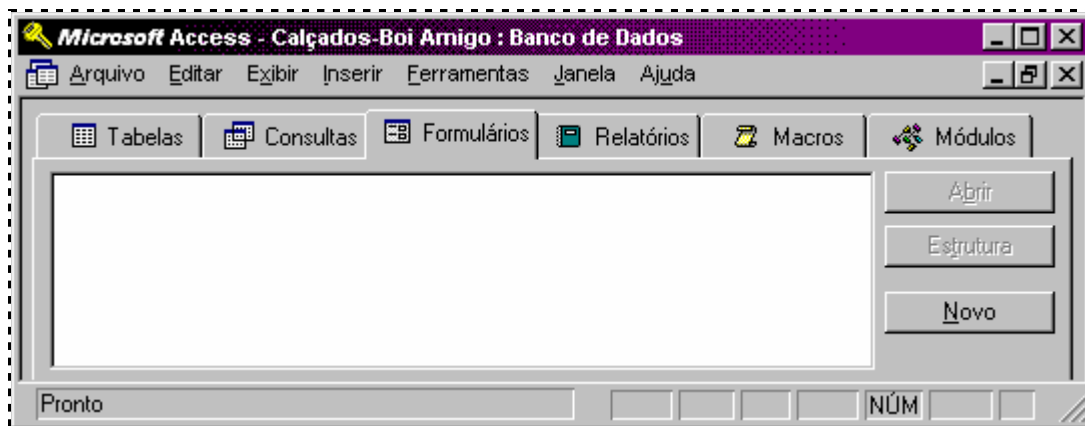 Microsoft Access - Calçados-Boi Amigo : Banco de Dados
Arquivo Editar Exibir Inserir Ferramentas Janela Ajuda
Tabelas Consultas Formulários Relatórios Macros Módulos
Abrir
Estrutura
Novo
Pronto NÚM